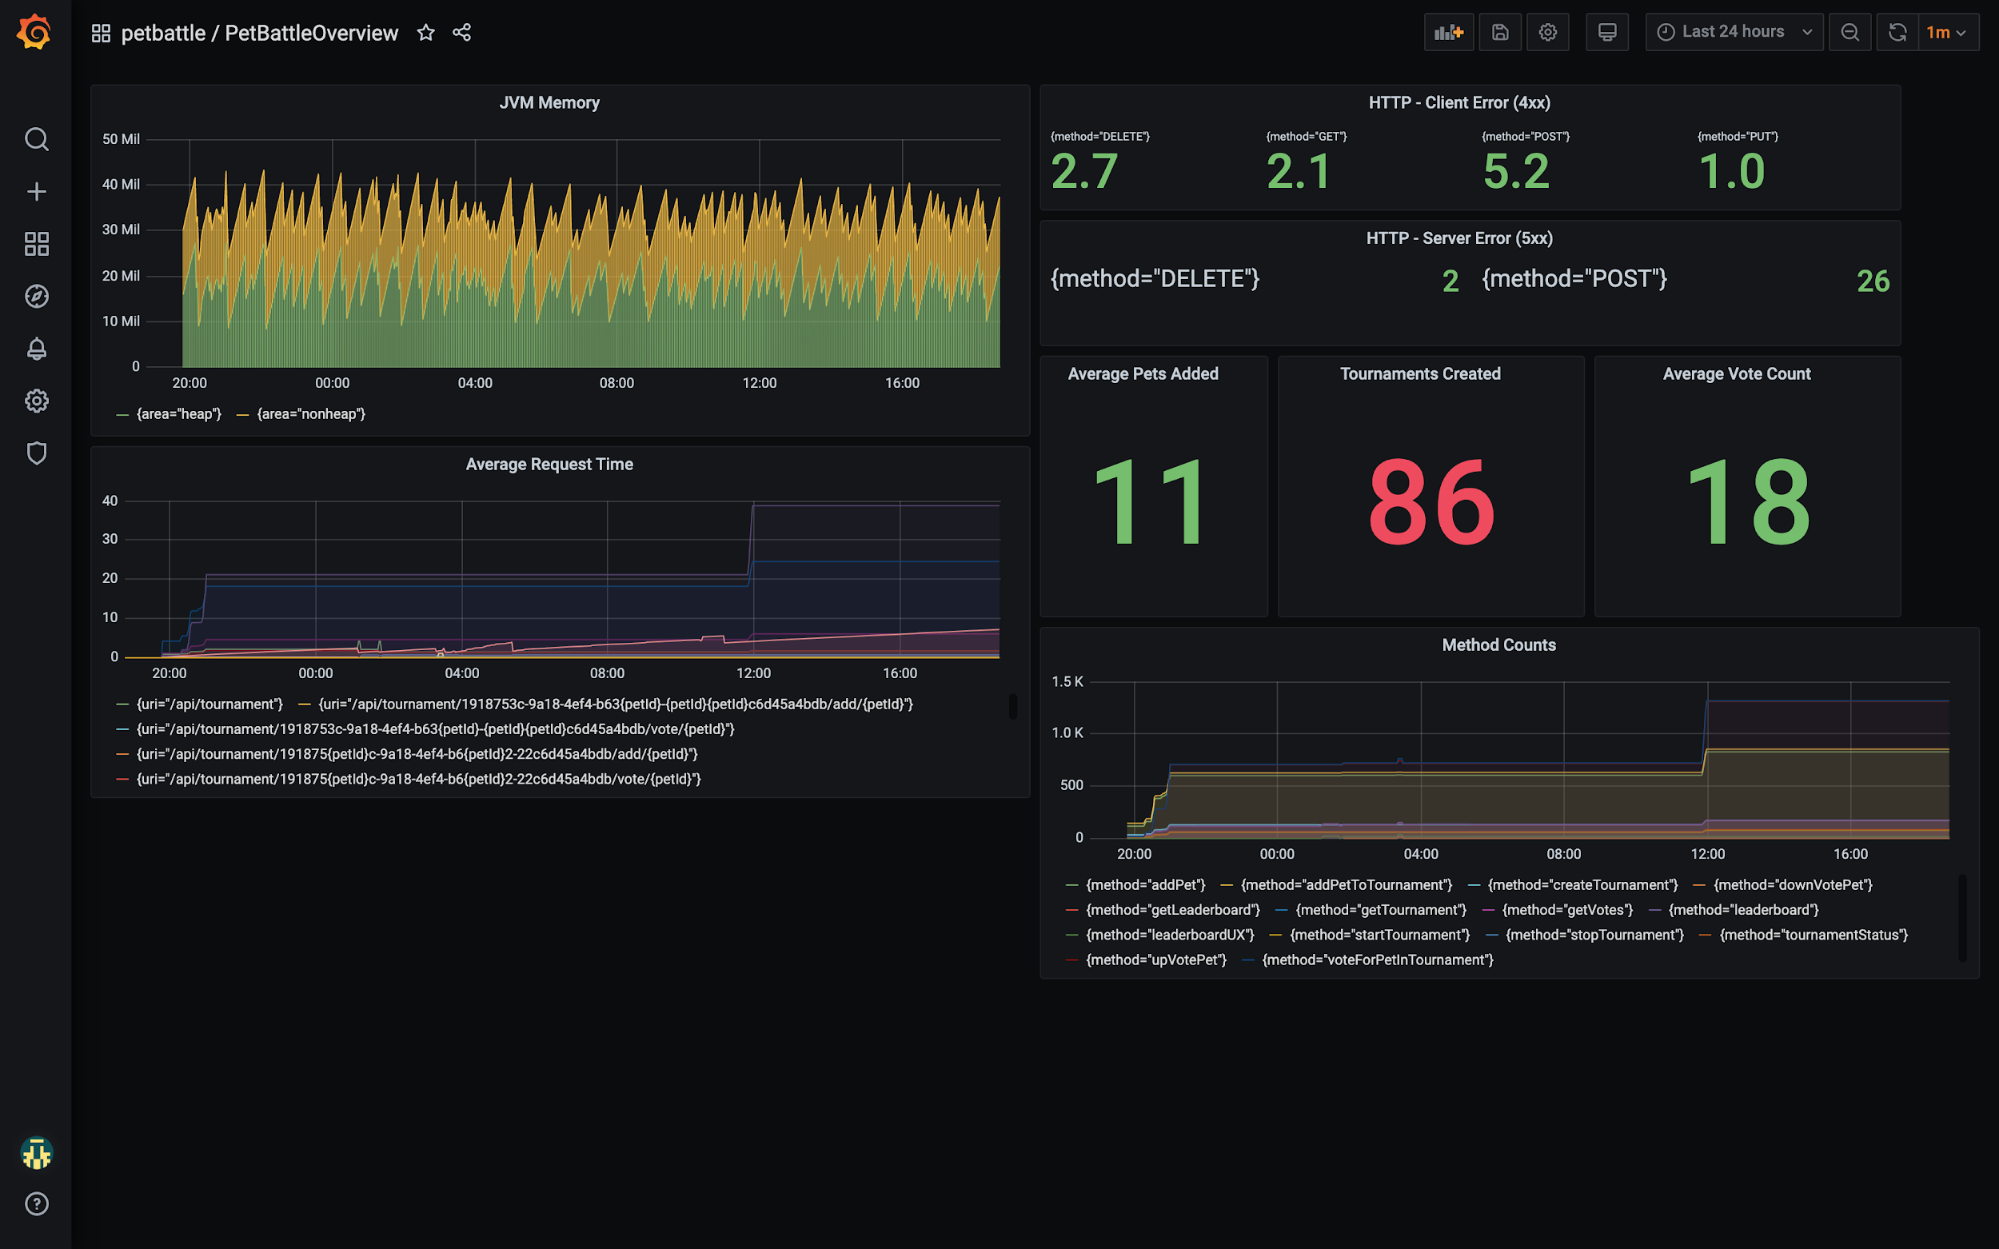 petbattle / PetBattleOverview
Last 24 hours
1m
JVM Memory
50 Mil
40 Mil
30 Mil
20 Mil
10 Mil
0
20:00 00:00 04:00 08:00 12:00 16:00
{area="heap"} {area="nonheap"}
Average Request Time
40
30
20
10
0
20:00 00:00 04:00 08:00 12:00 16:00
{uri="/api/tournament"} {uri="/api/tournament/1918753c-9a18-4ef4-b63{petId}-{petId}{petId}c6d45a4bdb/add/{petId}"}
{uri="/api/tournament/1918753c-9a18-4ef4-b63{petId}-{petId}{petId}c6d45a4bdb/vote/{petId}"}
{uri="/api/tournament/191875{petId}c-9a18-4ef4-b6{petId}2-22c6d45a4bdb/add/{petId}"}
{uri="/api/tournament/191875{petId}c-9a18-4ef4-b6{petId}2-22c6d45a4bdb/vote/{petId}"}
HTTP - Client Error (4xx)
{method="DELETE"} {method="GET"} {method="POST"} {method="PUT"}
2.7 2.1 5.2 1.0
HTTP - Server Error (5xx)
{method="DELETE"} 2 {method="POST"} 26
Average Pets Added
11
Tournaments Created
86
Average Vote Count
18
Method Counts
1.5 K
1.0 K
500
0
20:00 00:00 04:00 08:00 12:00 16:00
{method="addPet"} {method="addPetToTournament"} {method="createTournament"} {method="downVotePet"}
{method="getLeaderboard"} {method="getTournament"} {method="getVotes"} {method="leaderboard"}
{method="leaderboardUX"} {method="startTournament"} {method="stopTournament"} {method="tournamentStatus"}
{method="upVotePet"} {method="voteForPetInTournament"}